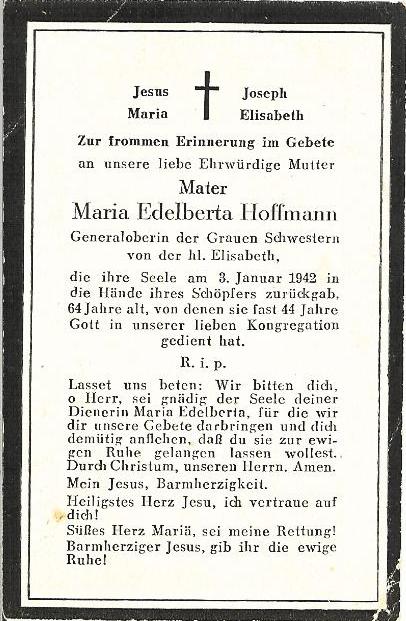 Jesus Joseph
Maria Elisabeth
Zur frommen Erinnerung im Gebete
an unsere liebe Ehrwürdige Mutter
Mater
Maria Edelberta Hoffmann
Generaloberin der Grauen Schwestern
von der hl. Elisabeth,
die ihre Seele am 3. Januar 1942 in
die Hände ihres Schöpfers zurückgab,
64 Jahre alt, von denen sie fast 44 Jahre
Gott in unserer lieben Kongregation
gedient hat.
R. i. p.
Lasset uns beten: Wir bitten dich,
o Herr, sei gnädig der Seele deiner
Dienerin Maria Edelberta, für die wir
dir unsere Gebete darbringen und dich
demütig anflehen, daß du sie zur ewi-
gen Ruhe gelangen lassen wollest.
Durch Christum, unseren Herrn. Amen.
Mein Jesus, Barmherzigkeit.
Heiligstes Herz Jesu, ich vertraue auf
dich!
Süßes Herz Mariä, sei meine Rettung!
Barmherziger Jesus, gib ihr die ewige
Ruhe!